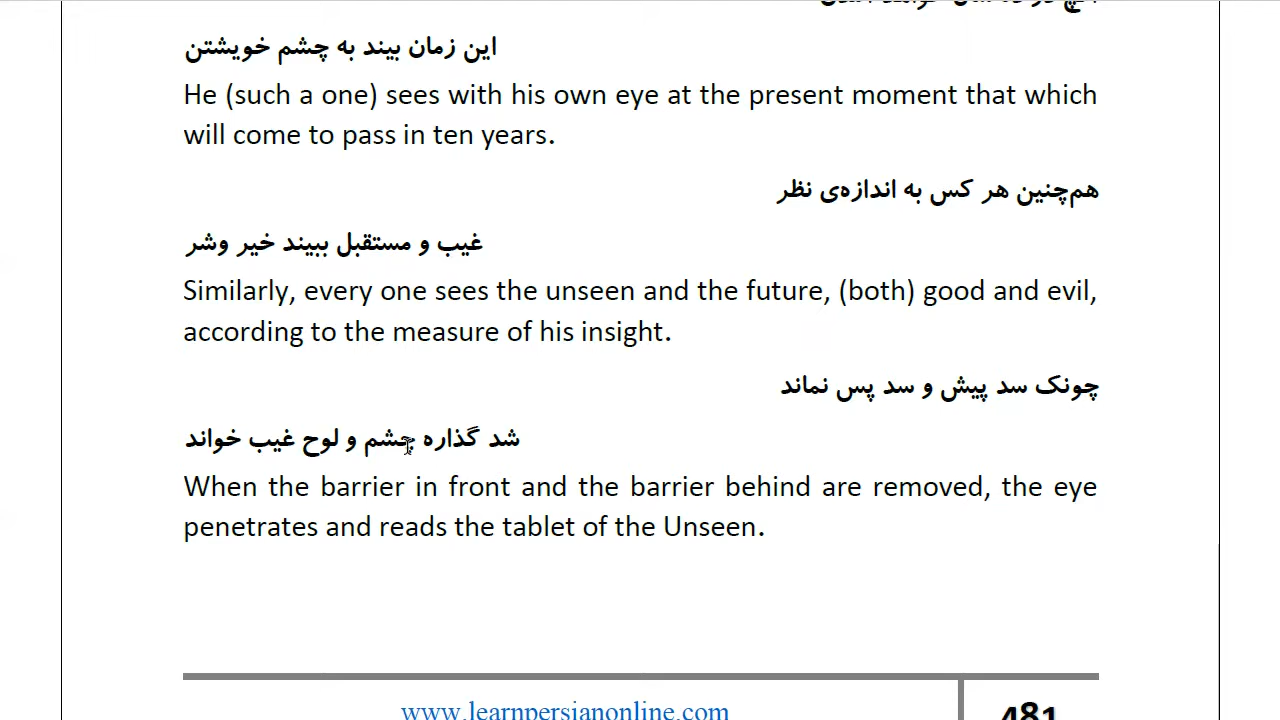 این زمان بیند به چشم خویشتن
He (such a one) sees with his own eye at the present moment that which
will come to pass in ten years.
هم‌چنین هر کس به اندازه‌ی نظر
غیب و مستقبل ببیند خیر وشر
Similarly, every one sees the unseen and the future, (both) good and evil,
according to the measure of his insight.
چونک سد پیش و سد پس نماند
شد گذاره چشم و لوح غیب خواند
When the barrier in front and the barrier behind are removed, the eye
penetrates and reads the tablet of the Unseen.
www.learnpersianonline.com
481